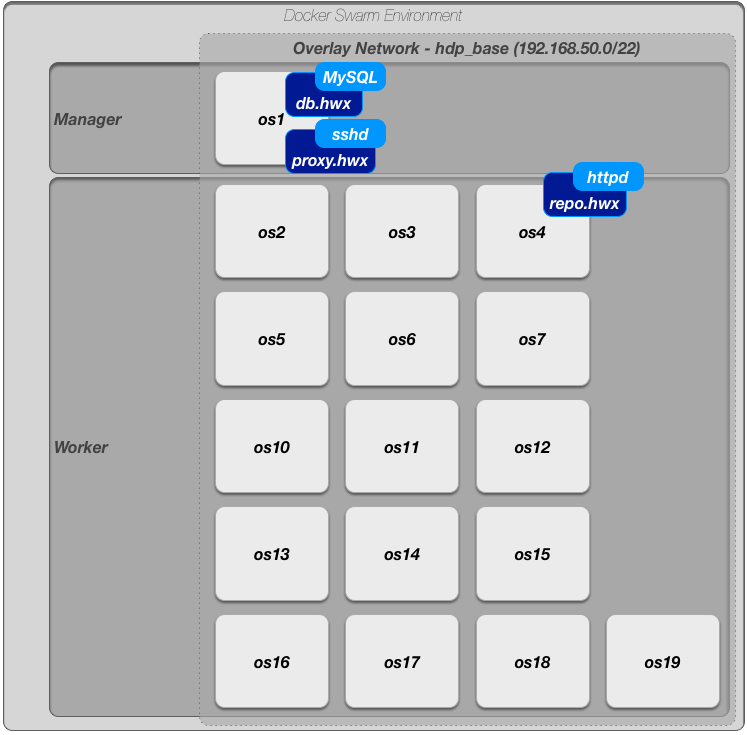 Docker Swarm Environment
Overlay Network - hdp_base (192.168.50.0/22)
Manager
os1
MySQL
db.hwx
sshd
proxy.hwx
Worker
httpd
repo.hwx
os2
os3
os4
os5
os6
os7
os10
os11
os12
os13
os14
os15
os16
os17
os18
os19